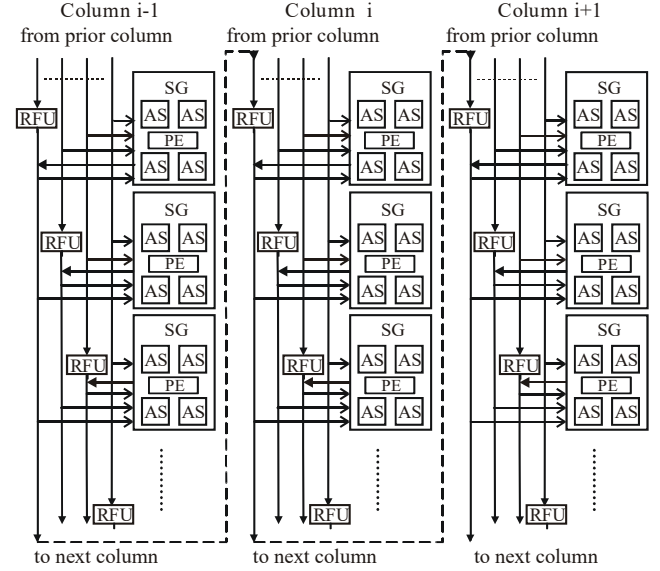 Column i-1
from prior column
SG
RFU
AS AS
PE
AS AS
SG
RFU
AS AS
PE
AS AS
SG
RFU
AS AS
PE
AS AS
RFU
to next column
Column i
from prior column
SG
RFU
AS AS
PE
AS AS
SG
RFU
AS AS
PE
AS AS
SG
RFU
AS AS
PE
AS AS
RFU
to next column
Column i+1
from prior column
SG
RFU
AS AS
PE
AS AS
SG
RFU
AS AS
PE
AS AS
SG
RFU
AS AS
PE
AS AS
RFU
to next column